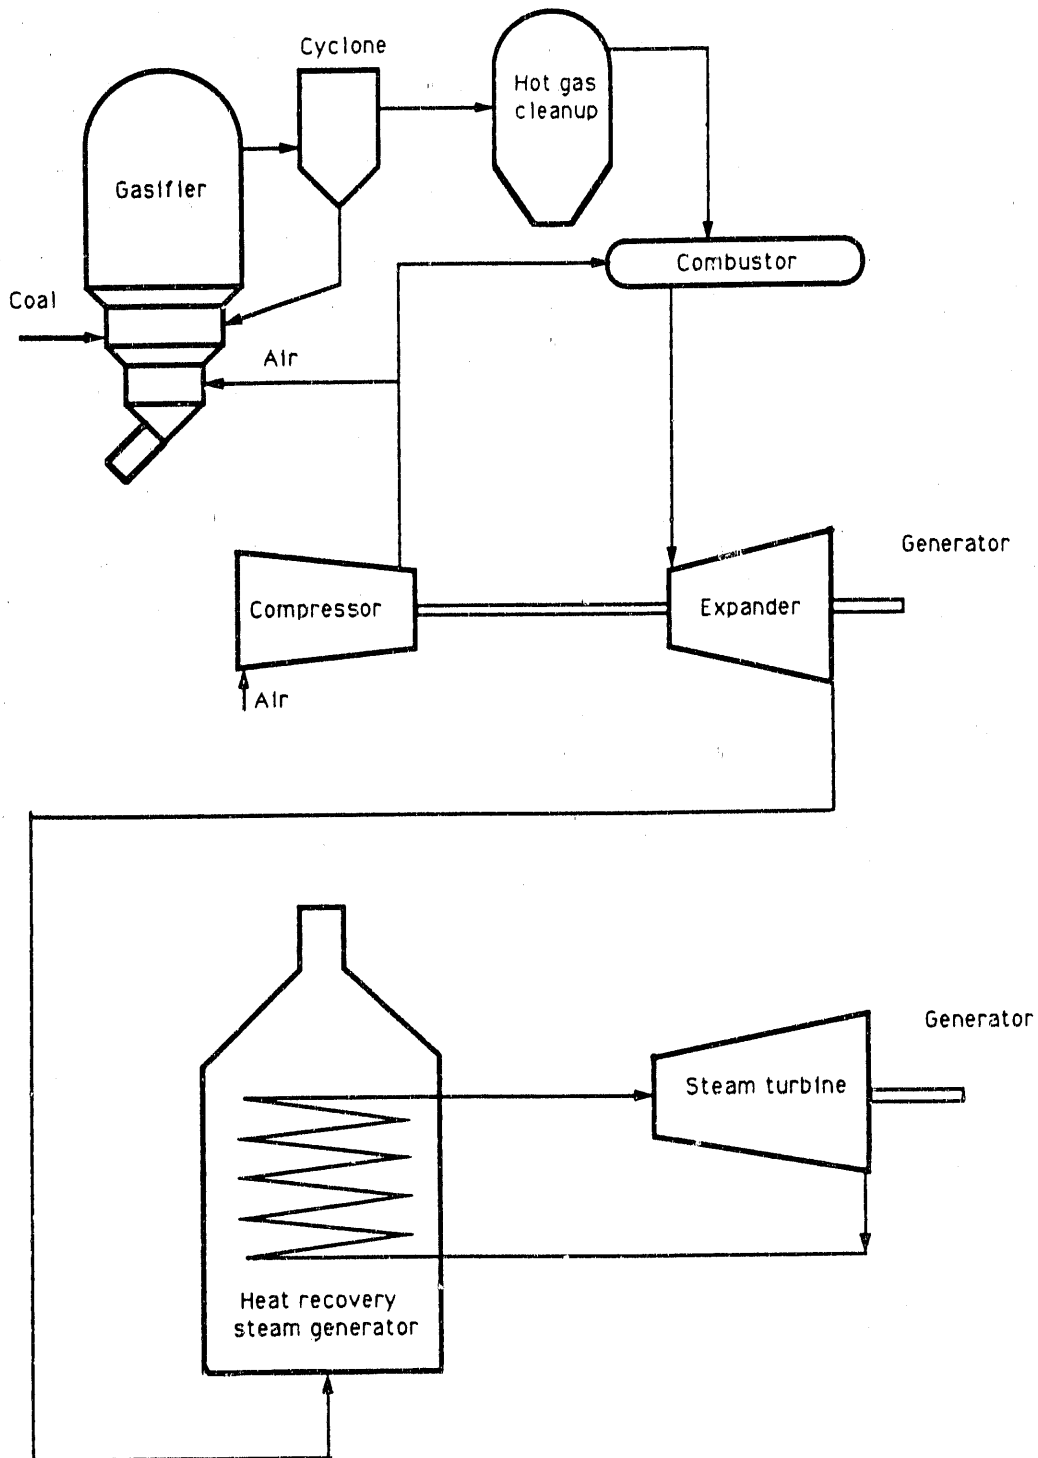 Cyclone
Hot gas
cleanup
Gasifier
Combustor
Coal
Air
Generator
Compressor
Expander
Air
Generator
Steam turbine
Heat recovery
steam generator